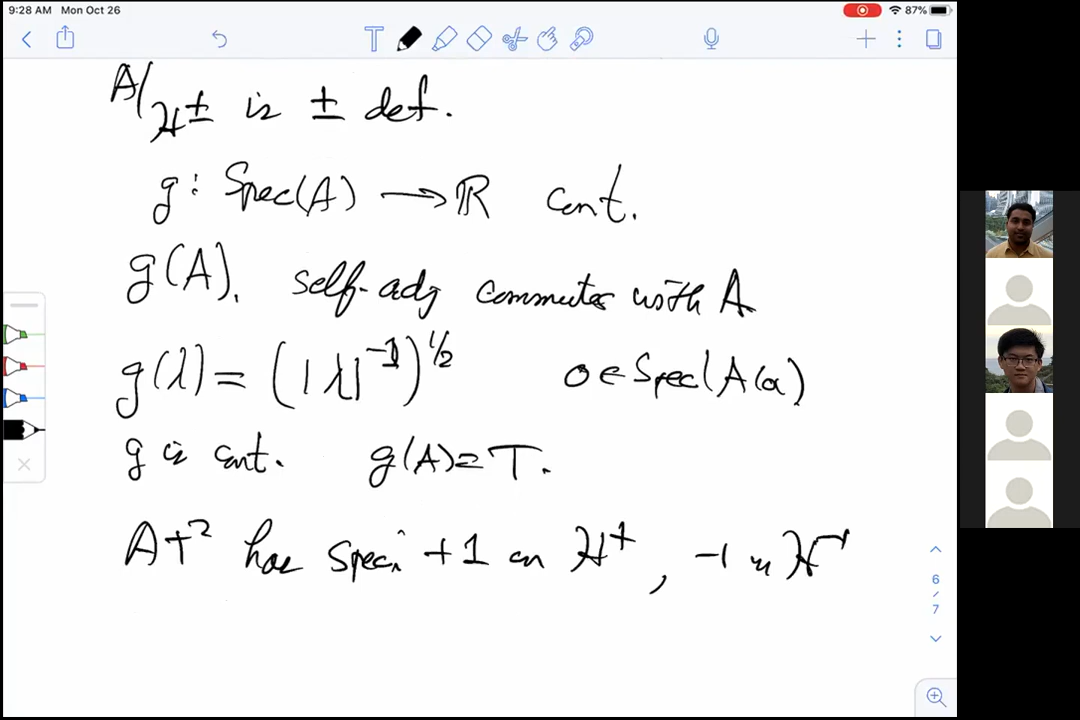 9:28 AM Mon Oct 26
87%
A/ℋ± is ± def.
g: Spec(A) → ℝ cont.
g(A). self-adj commutes with A
g(λ) = (|λ|⁻¹)^½ 0 ∉ Spec(A(a)
g is cont. g(A) = T.
AT² has spec. +1 on ℋ⁺, -1 on ℋ⁻
6
/
7